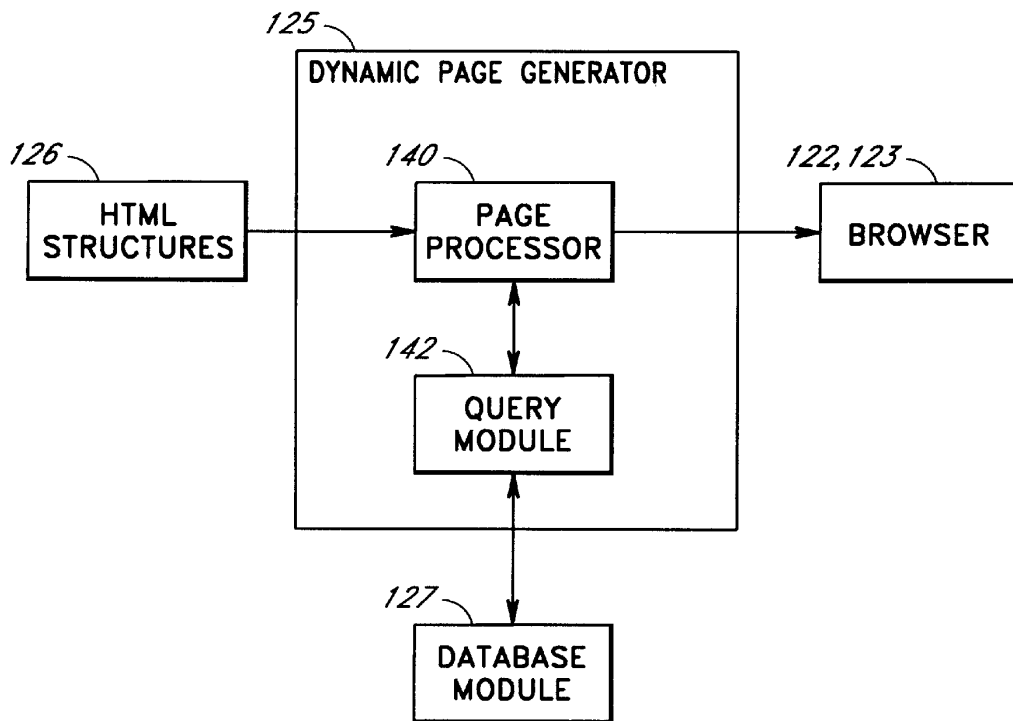 125
DYNAMIC PAGE GENERATOR
126
140
122, 123
HTML
STRUCTURES
PAGE
PROCESSOR
BROWSER
142
QUERY
MODULE
127
DATABASE
MODULE